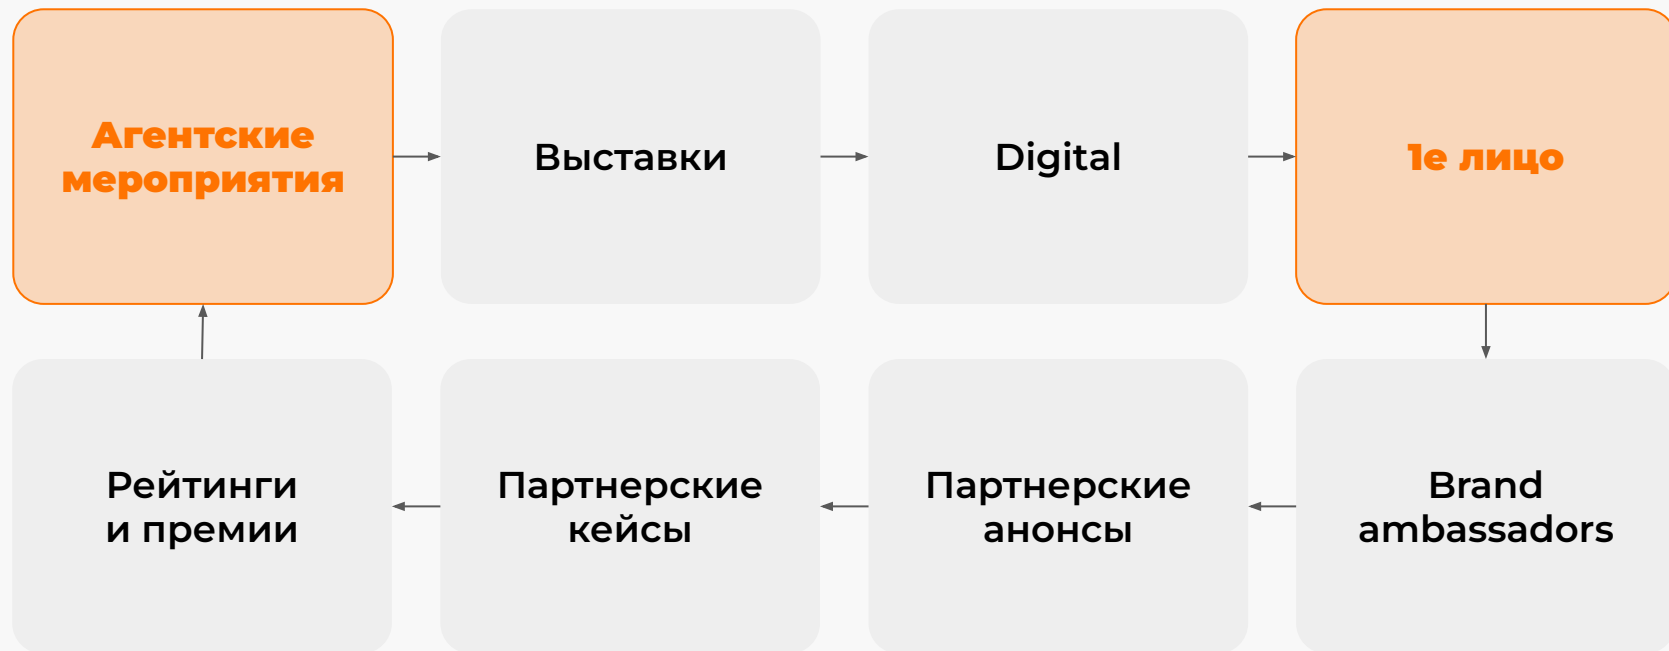 Агентские
мероприятия
Выставки
Digital
1е лицо
Рейтинги
и премии
Партнерские
кейсы
Партнерские
анонсы
Brand
ambassadors